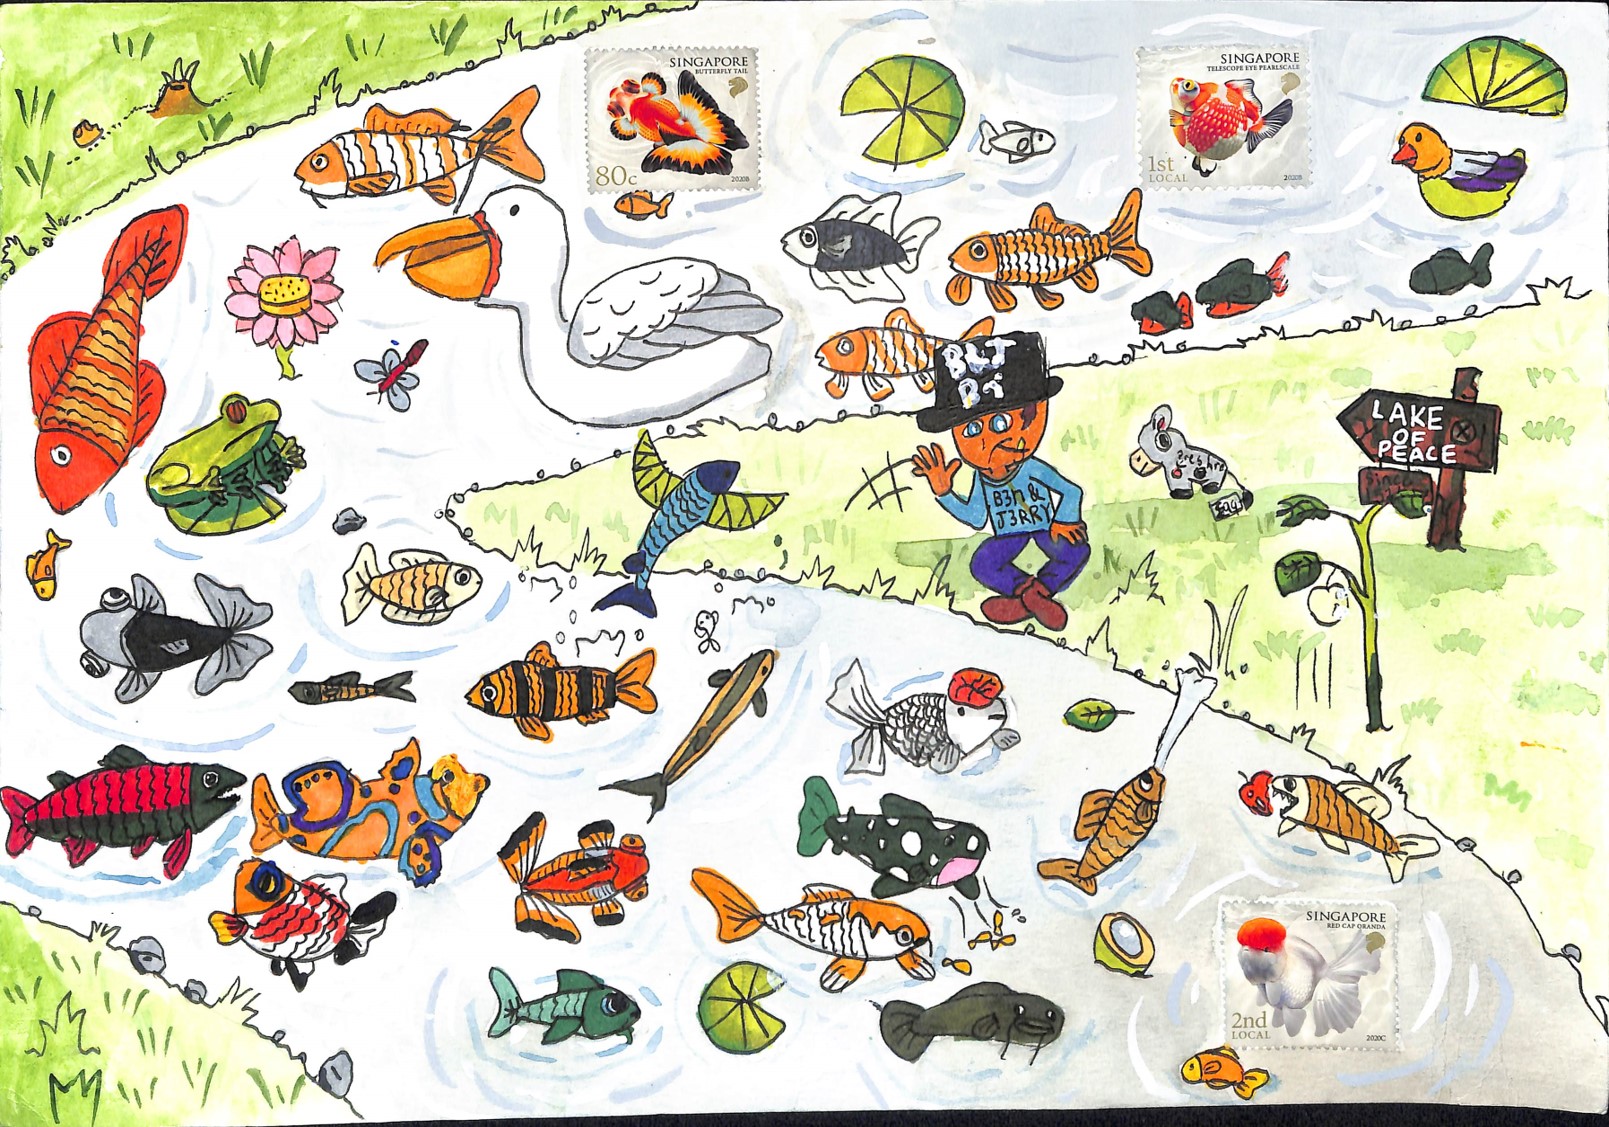 SINGAPORE
BUTTERFLY TAIL
80c
2020B
SINGAPORE
TELESCOPE EYE PEARLSCALE
1st
LOCAL
2020B
BLT
B3N &
J3RRY
LAKE
OF
PEACE
SINGAPORE
RED CAP ORANDA
2nd
LOCAL
2020C